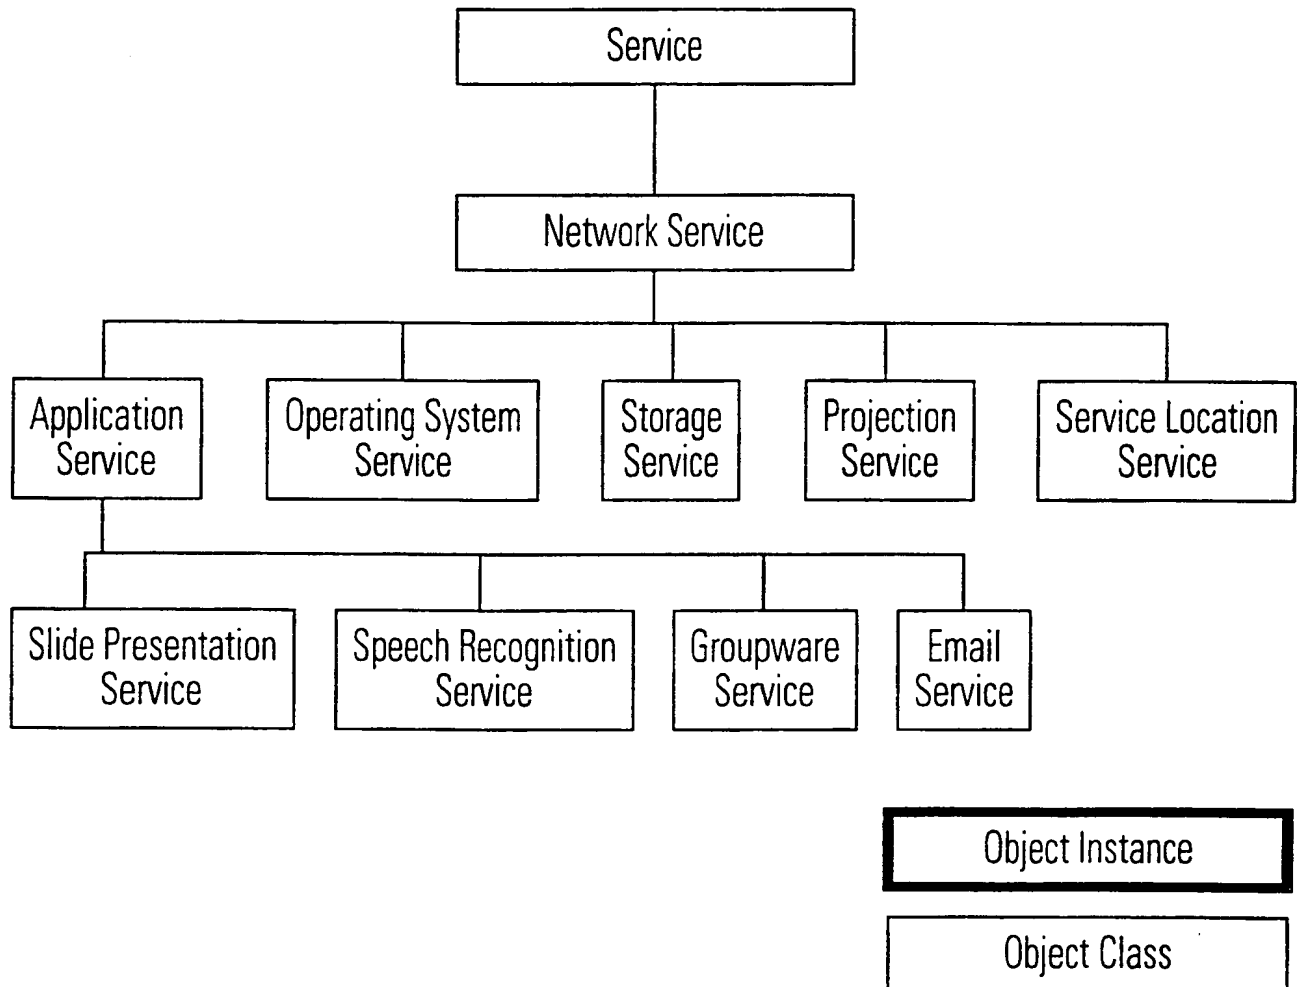 Service
Network Service
Application
Service
Operating System
Service
Storage
Service
Projection
Service
Service Location
Service
Slide Presentation
Service
Speech Recognition
Service
Groupware
Service
Email
Service
Object Instance
Object Class